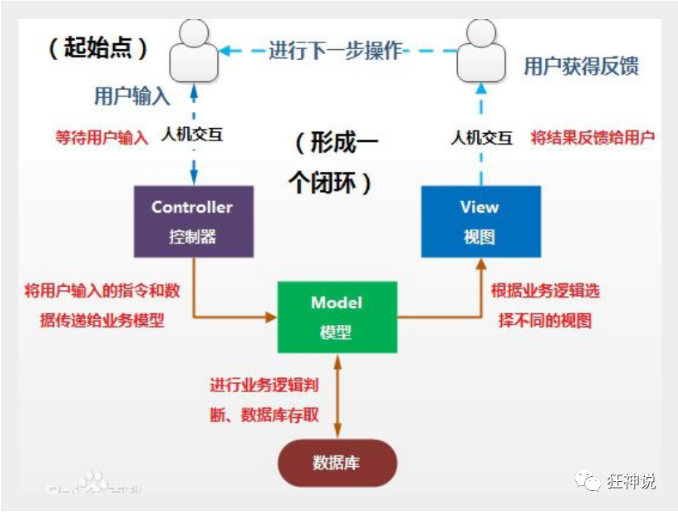 （起始点）
进行下一步操作
用户输入
用户获得反馈
等待用户输入
人机交互
（形成一
个闭环）
人机交互
将结果反馈给用户
Controller
控制器
View
视图
将用户输入的指令和数
据传递给业务模型
Model
模型
根据业务逻辑选
择不同的视图
进行业务逻辑判
断、数据库存取
数据库
狂神说